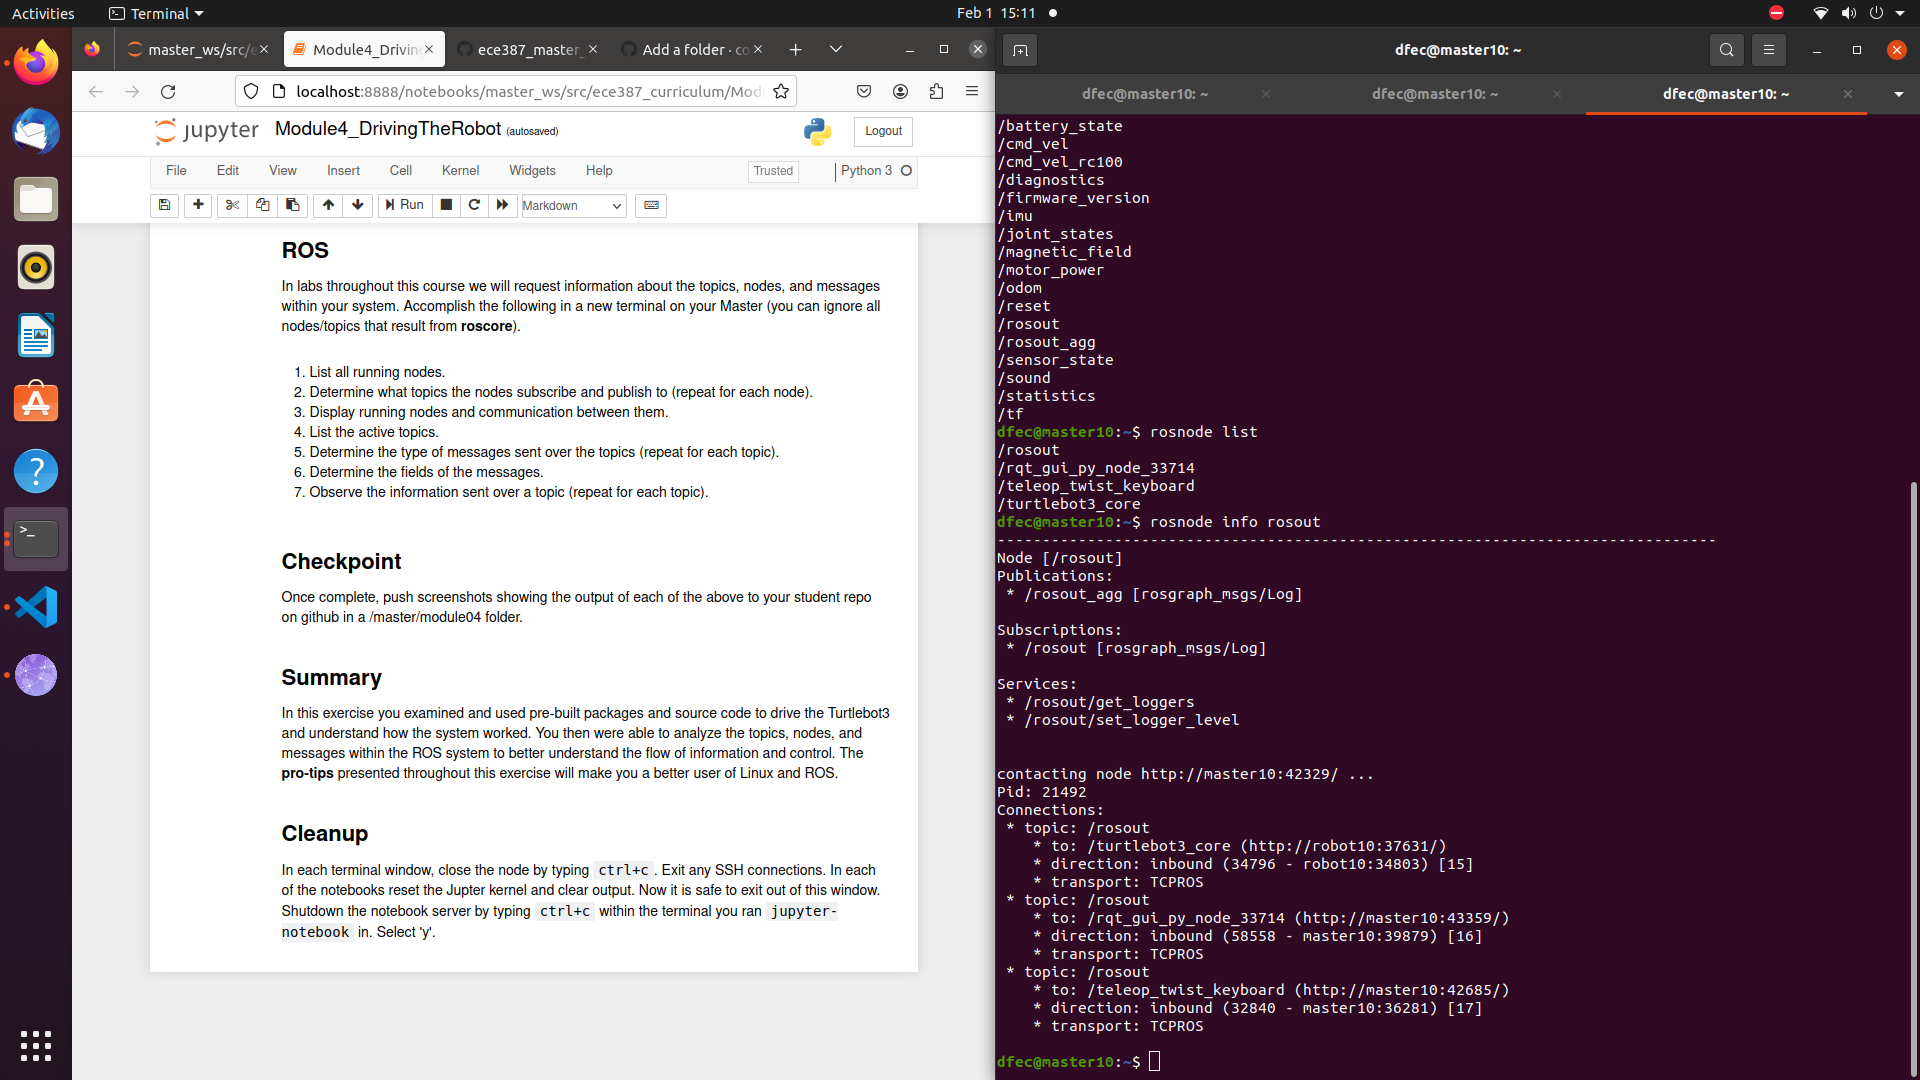 Activities
Terminal
Feb 1 15:11
master_ws/src/e
Module4_Drivin
ece387_master_
Add a folder · co
localhost:8888/notebooks/master_ws/src/ece387_curriculum/Mod
jupyter Module4_DrivingTheRobot (autosaved)
Logout
File Edit View Insert Cell Kernel Widgets Help
Trusted
Python 3
Run
Markdown
ROS
In labs throughout this course we will request information about the topics, nodes, and messages
within your system. Accomplish the following in a new terminal on your Master (you can ignore all
nodes/topics that result from roscore).
1. List all running nodes.
2. Determine what topics the nodes subscribe and publish to (repeat for each node).
3. Display running nodes and communication between them.
4. List the active topics.
5. Determine the type of messages sent over the topics (repeat for each topic).
6. Determine the fields of the messages.
7. Observe the information sent over a topic (repeat for each topic).
Checkpoint
Once complete, push screenshots showing the output of each of the above to your student repo
on github in a /master/module04 folder.
Summary
In this exercise you examined and used pre-built packages and source code to drive the Turtlebot3
and understand how the system worked. You then were able to analyze the topics, nodes, and
messages within the ROS system to better understand the flow of information and control. The
pro-tips presented throughout this exercise will make you a better user of Linux and ROS.
Cleanup
In each terminal window, close the node by typing ctrl+c. Exit any SSH connections. In each
of the notebooks reset the Jupter kernel and clear output. Now it is safe to exit out of this window.
Shutdown the notebook server by typing ctrl+c within the terminal you ran jupyter-
notebook in. Select 'y'.
dfec@master10: ~
dfec@master10: ~
dfec@master10: ~
dfec@master10: ~
/battery_state
/cmd_vel
/cmd_vel_rc100
/diagnostics
/firmware_version
/imu
/joint_states
/magnetic_field
/motor_power
/odom
/reset
/rosout
/rosout_agg
/sensor_state
/sound
/statistics
/tf
dfec@master10:~$ rosnode list
/rosout
/rqt_gui_py_node_33714
/teleop_twist_keyboard
/turtlebot3_core
dfec@master10:~$ rosnode info rosout
--------------------------------------------------------------------------------
Node [/rosout]
Publications:
* /rosout_agg [rosgraph_msgs/Log]
Subscriptions:
* /rosout [rosgraph_msgs/Log]
Services:
* /rosout/get_loggers
* /rosout/set_logger_level
contacting node http://master10:42329/ ...
Pid: 21492
Connections:
* topic: /rosout
* to: /turtlebot3_core (http://robot10:37631/)
* direction: inbound (34796 - robot10:34803) [15]
* transport: TCPROS
* topic: /rosout
* to: /rqt_gui_py_node_33714 (http://master10:43359/)
* direction: inbound (58558 - master10:39879) [16]
* transport: TCPROS
* topic: /rosout
* to: /teleop_twist_keyboard (http://master10:42685/)
* direction: inbound (32840 - master10:36281) [17]
* transport: TCPROS
dfec@master10:~$